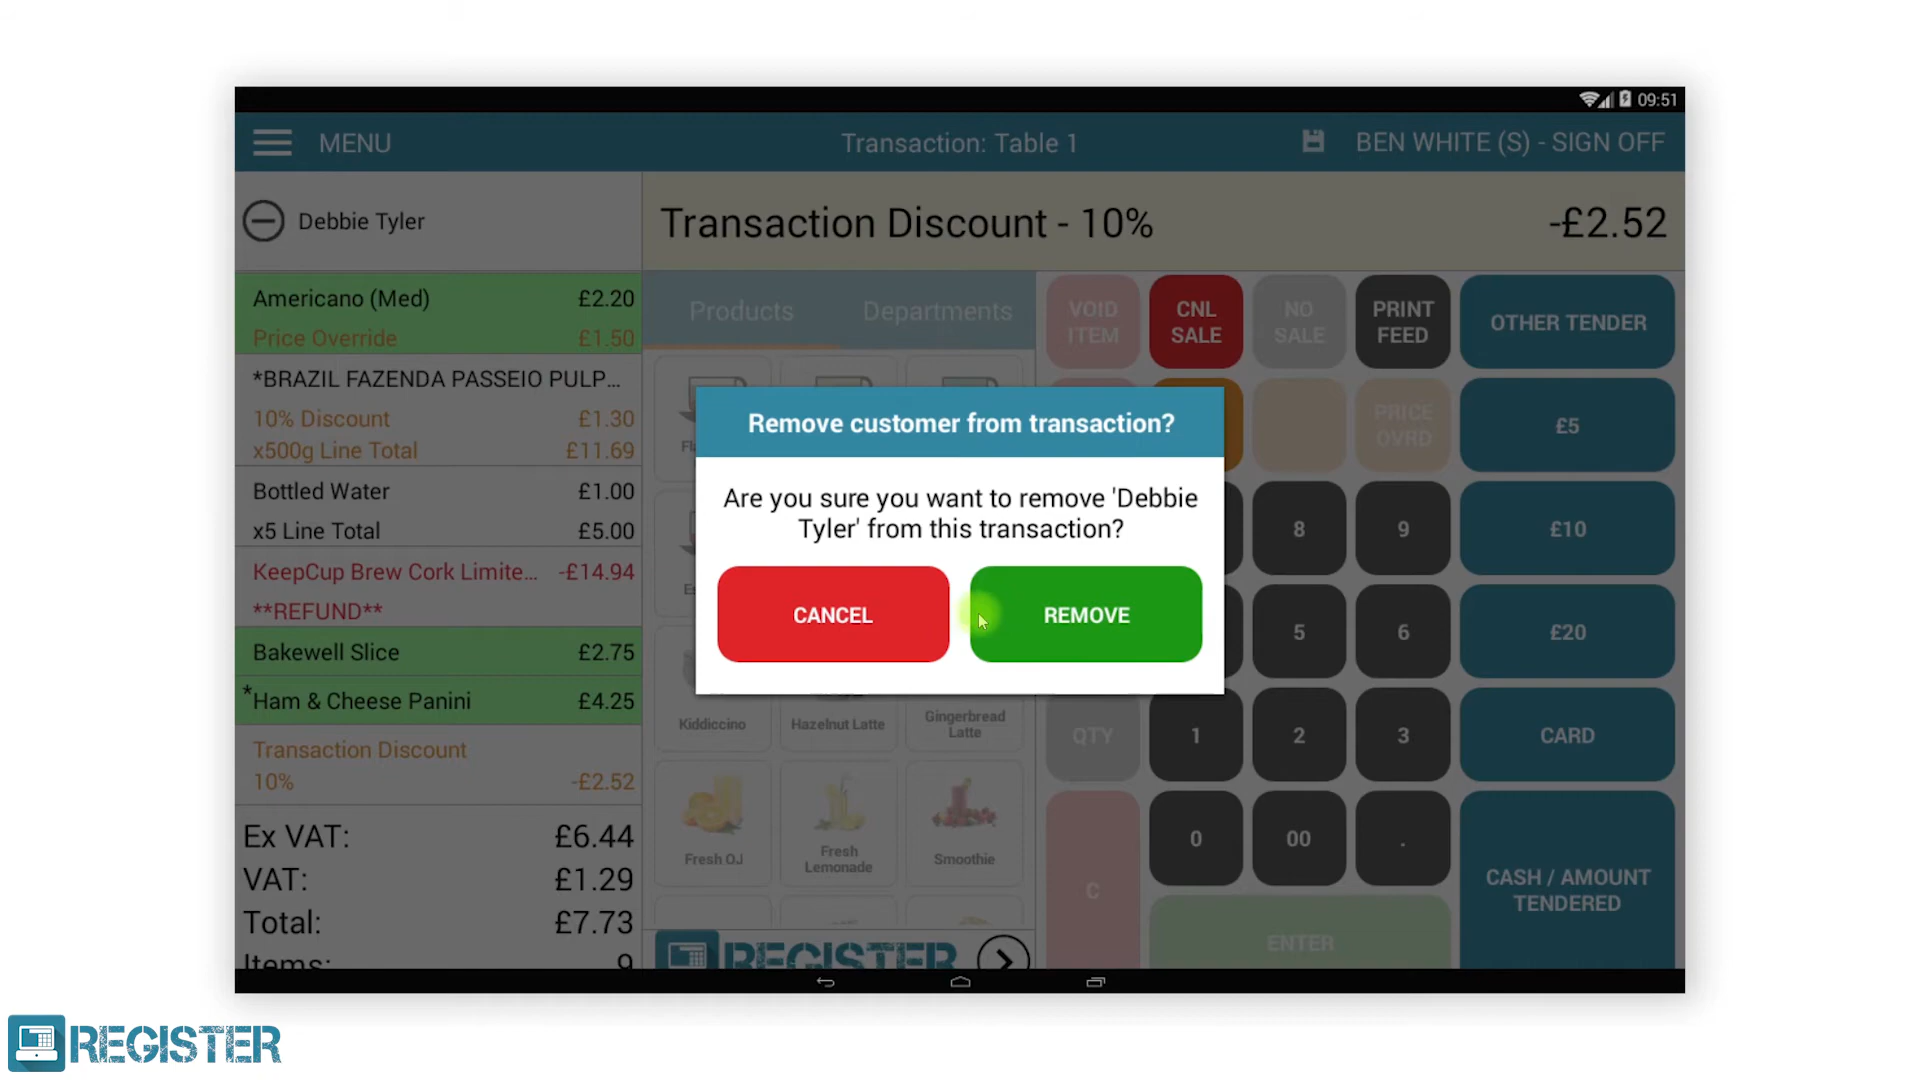 09:51
MENU
Transaction: Table 1
BEN WHITE (S) - SIGN OFF
Debbie Tyler
Transaction Discount - 10%
-£2.52
Americano (Med) £2.20
Price Override £1.50
*BRAZIL FAZENDA PASSEIO PULP...
10% Discount £1.30
x500g Line Total £11.69
Bottled Water £1.00
x5 Line Total £5.00
KeepCup Brew Cork Limite... -£14.94
**REFUND**
Bakewell Slice £2.75
*Ham & Cheese Panini £4.25
Transaction Discount
10% -£2.52
Ex VAT: £6.44
VAT: £1.29
Total: £7.73
Items: 9
Products
Departments
Remove customer from transaction?
Are you sure you want to remove 'Debbie
Tyler' from this transaction?
CANCEL
REMOVE
Kiddiccino
Hazelnut Latte
Gingerbread
Latte
Fresh OJ
Fresh
Lemonade
Smoothie
REGISTER
VOID
ITEM
CNL
SALE
NO
SALE
PRINT
FEED
OTHER TENDER
PRICE
OVRD
£5
8
9
£10
5
6
£20
QTY
1
2
3
CARD
C
0
00
.
CASH / AMOUNT
TENDERED
ENTER
REGISTER